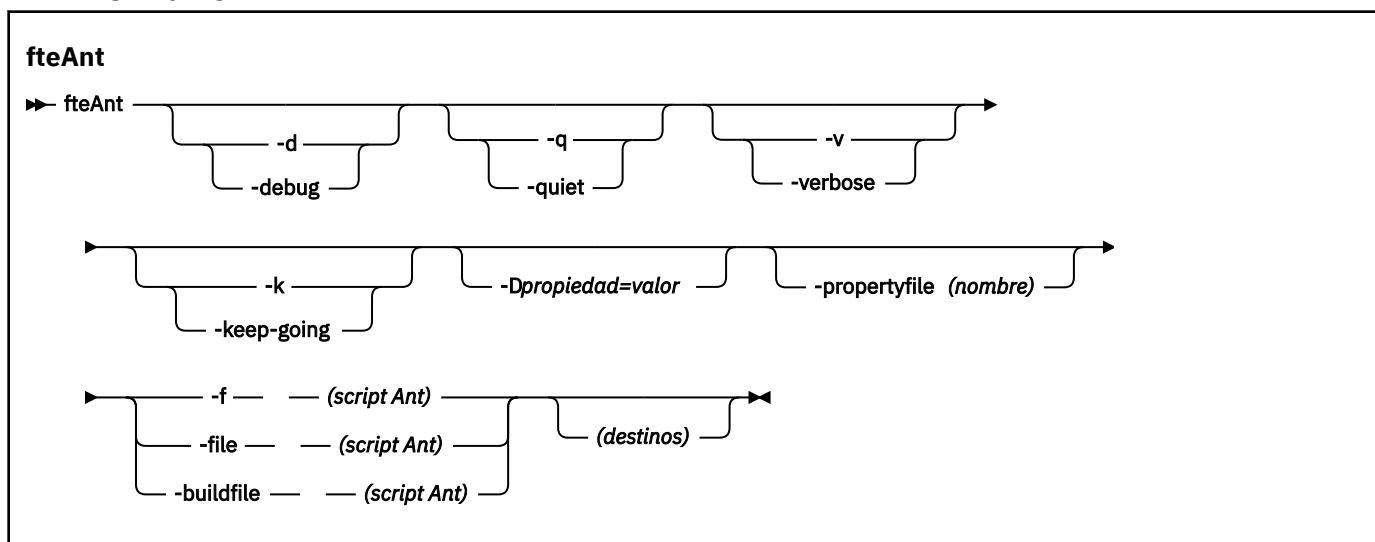 fteAnt
fteAnt
-d
-debug
-q
-quiet
-v
-verbose
-k
-keep-going
-Dpropiedad=valor
-propertyfile (nombre)
-f (script Ant)
-file (script Ant)
-buildfile (script Ant)
(destinos)